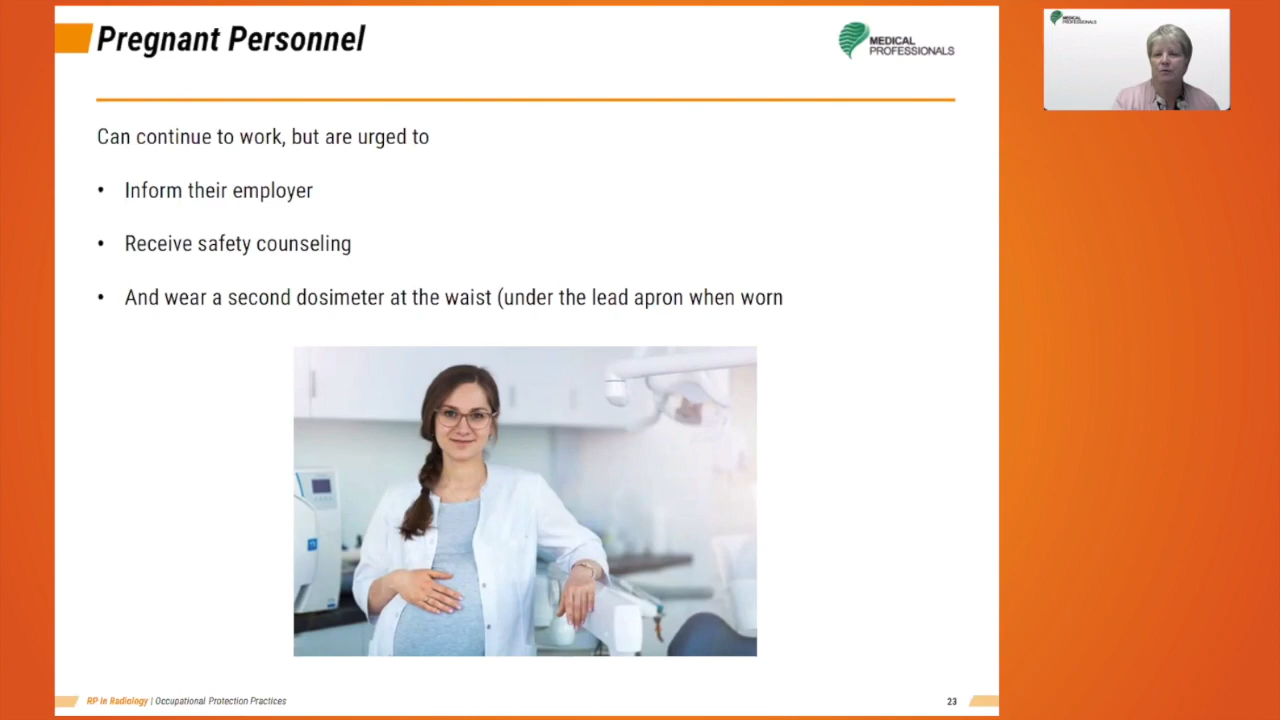 Pregnant Personnel
MEDICAL
PROFESSIONALS
MEDICAL
PROFESSIONALS
Can continue to work, but are urged to
• Inform their employer
• Receive safety counseling
• And wear a second dosimeter at the waist (under the lead apron when worn
RP in Radiology | Occupational Protection Practices
23